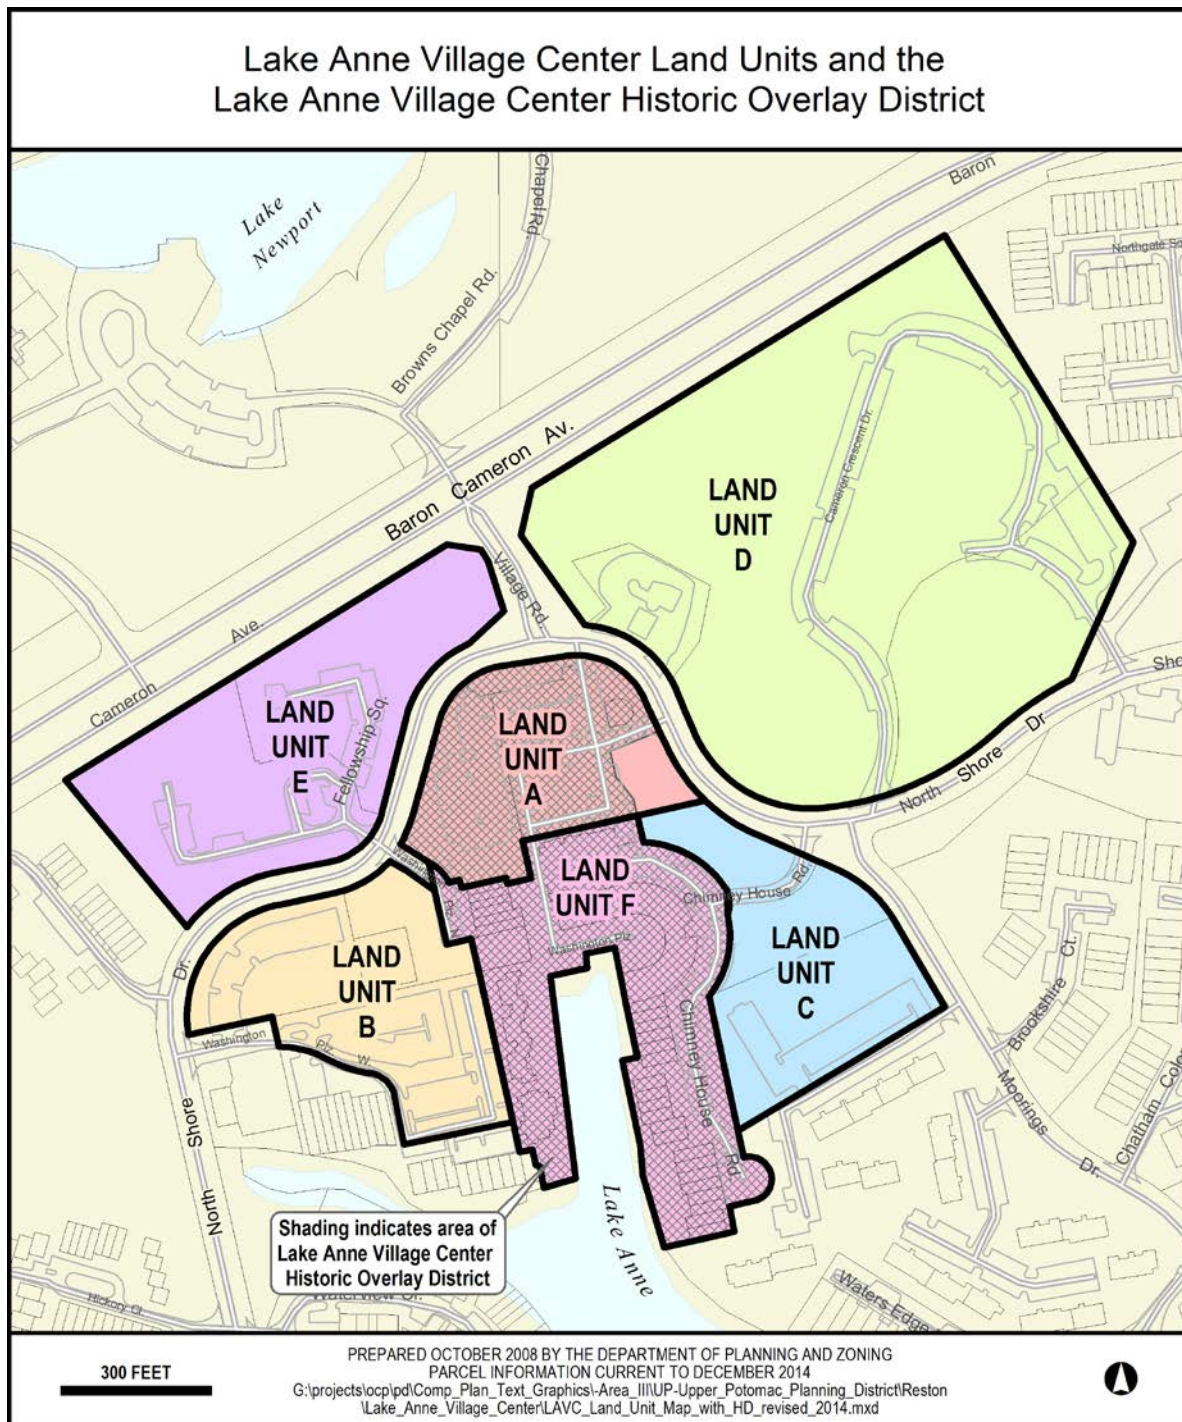 Lake Anne Village Center Land Units and the
Lake Anne Village Center Historic Overlay District
Lake
Newport
Chapel Rd.
Browns Chapel Rd.
Baron
Northgate Sq
Baron Cameron Av.
Cameron Crescent Dr.
LAND
UNIT
D
Village Rd.
Cameron Ave.
LAND
UNIT
E
Fellowship Sq.
LAND
UNIT
A
Sho
North Shore Dr
Washington Plz N
LAND
UNIT F
Chimney House Rd
Washington Plz
LAND
UNIT
B
LAND
UNIT
C
Dr.
Washington Plz W
Brookshire Ct.
Chimney House Rd
North Shore
Moorings Dr.
Chatham Colo
Shading indicates area of
Lake Anne Village Center
Historic Overlay District
Lake Anne
Hickory Ct.
Waterview Cir.
Waters Edge
300 FEET
PREPARED OCTOBER 2008 BY THE DEPARTMENT OF PLANNING AND ZONING
PARCEL INFORMATION CURRENT TO DECEMBER 2014
G:\projects\ocp\pd\Comp_Plan_Text_Graphics\-Area_III\UP-Upper_Potomac_Planning_District\Reston
\Lake_Anne_Village_Center\LAVC_Land_Unit_Map_with_HD_revised_2014.mxd